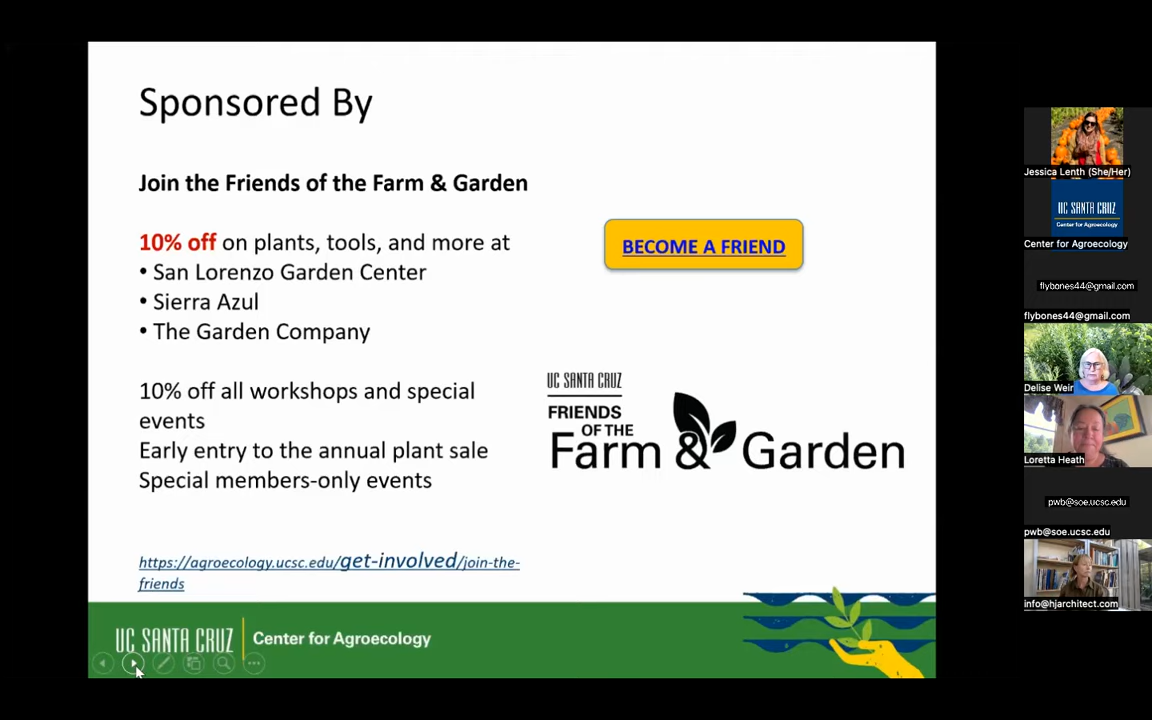 Sponsored By
Join the Friends of the Farm & Garden
10% off on plants, tools, and more at
• San Lorenzo Garden Center
• Sierra Azul
• The Garden Company
10% off all workshops and special
events
Early entry to the annual plant sale
Special members-only events
https://agroecology.ucsc.edu/get-involved/join-the-
friends
BECOME A FRIEND
UC SANTA CRUZ
FRIENDS
OF THE
Farm & Garden
UC SANTA CRUZ Center for Agroecology
Jessica Lenth (She/Her)
UC SANTA CRUZ
Center for Agroecology
Center for Agroecology
flybones44@gmail.com
flybones44@gmail.com
Delise Weir
Loretta Heath
pwb@soe.ucsc.edu
pwb@soe.ucsc.edu
info@hjarchitect.com